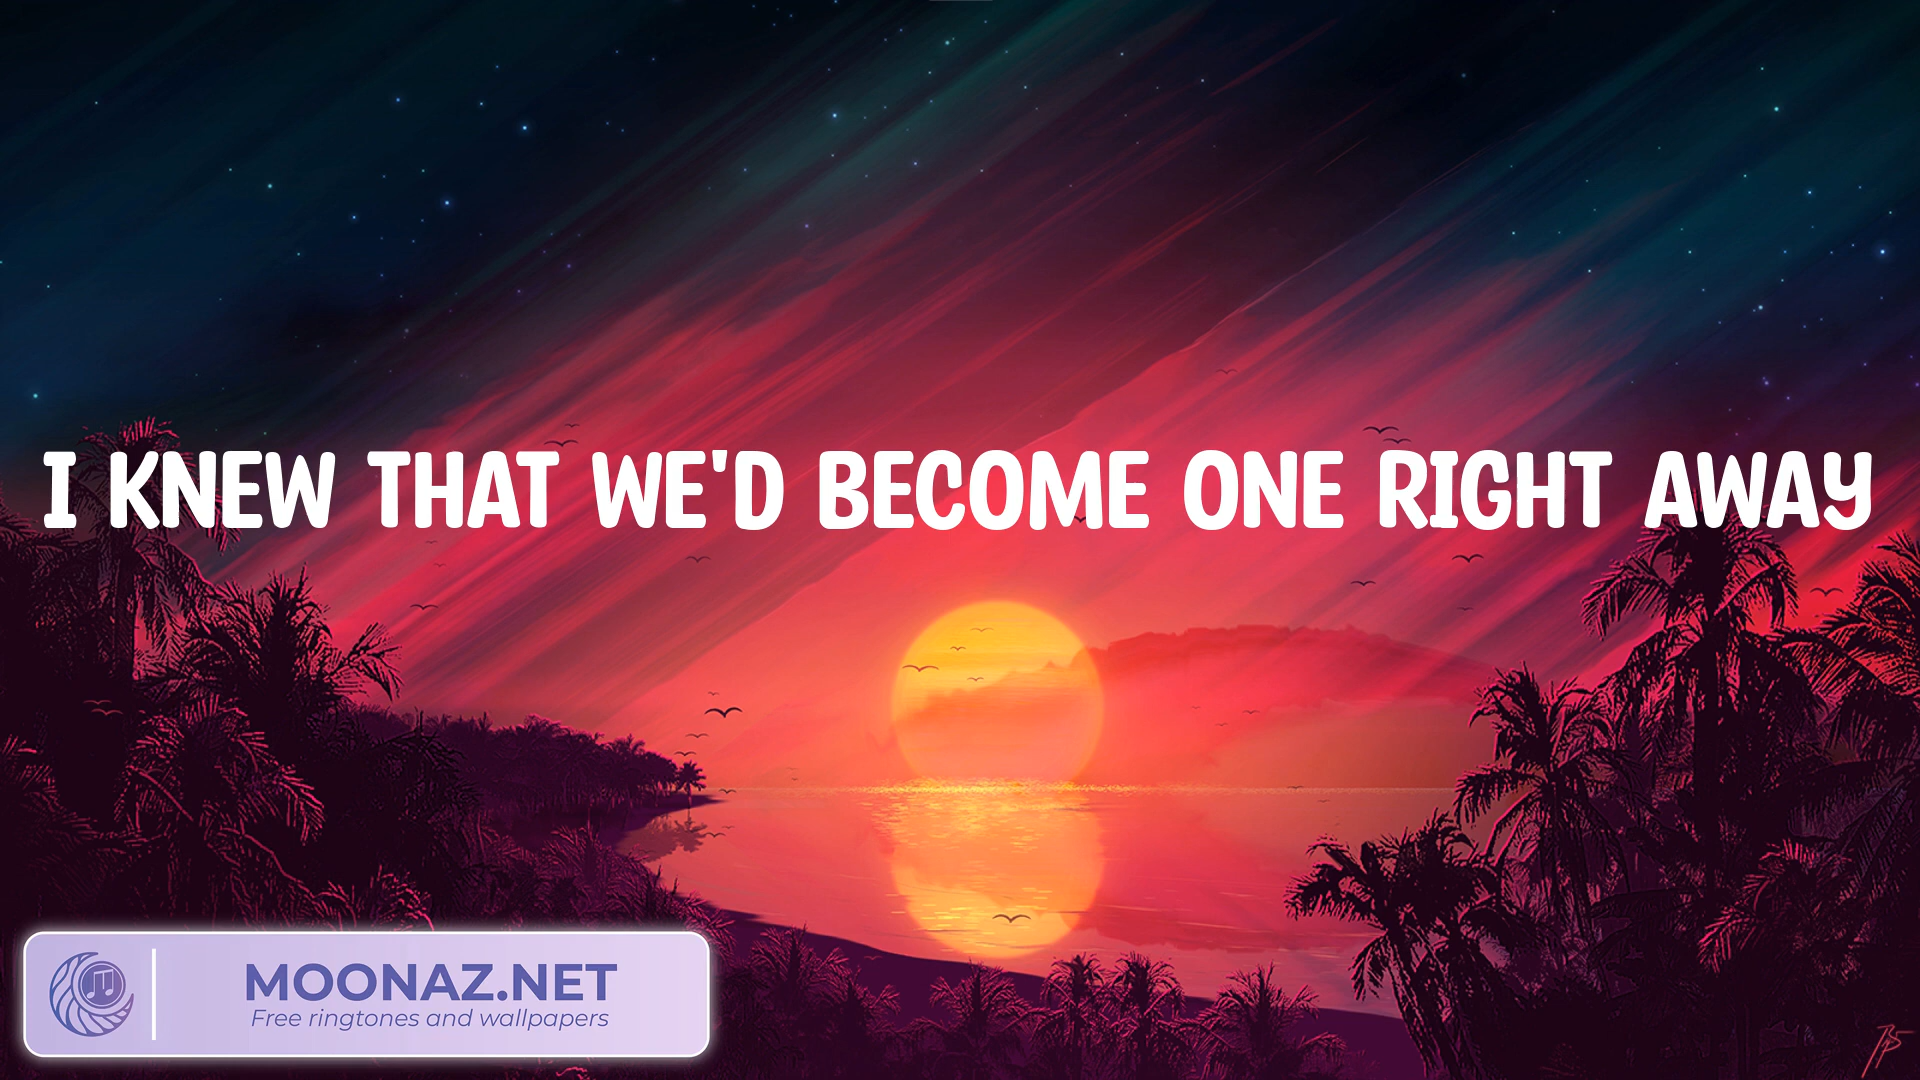 I KNEW THAT WE'D BECOME ONE RIGHT AWAY
MOONAZ.NET
Free ringtones and wallpapers